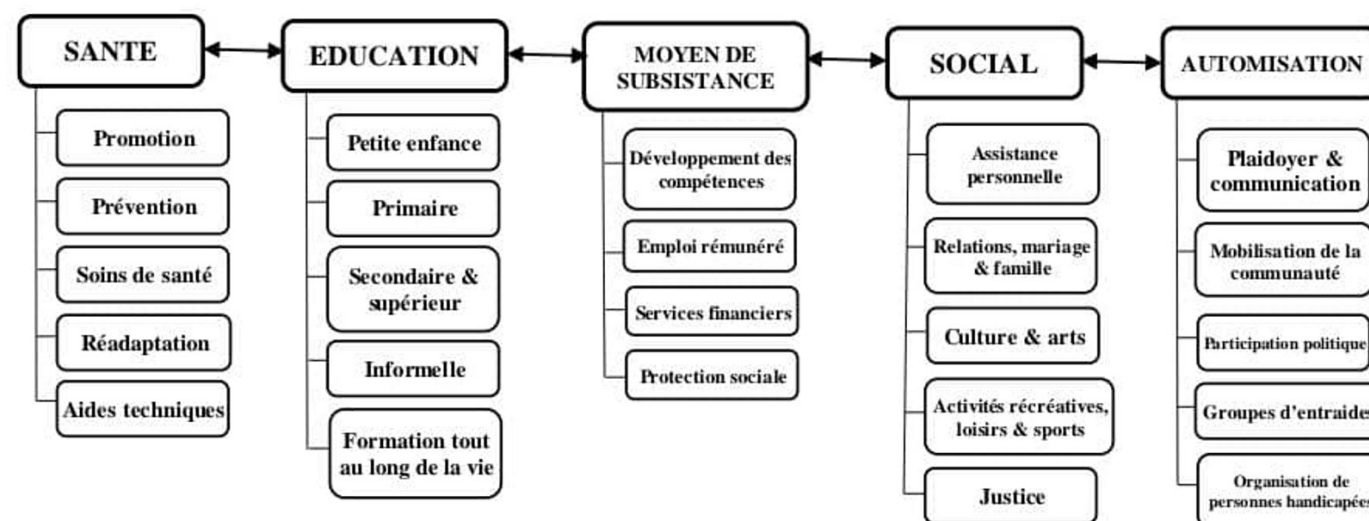 SANTE
Promotion
Prévention
Soins de santé
Réadaptation
Aides techniques
EDUCATION
Petite enfance
Primaire
Secondaire &
supérieur
Informelle
Formation tout
au long de la vie
MOYEN DE
SUBSISTANCE
Développement des
compétences
Emploi rémunéré
Services financiers
Protection sociale
SOCIAL
Assistance
personnelle
Relations, mariage
& famille
Culture & arts
Activités récréatives,
loisirs & sports
Justice
AUTOMISATION
Plaidoyer &
communication
Mobilisation de la
communauté
Participation politique
Groupes d'entraide
Organisation de
personnes handicapées